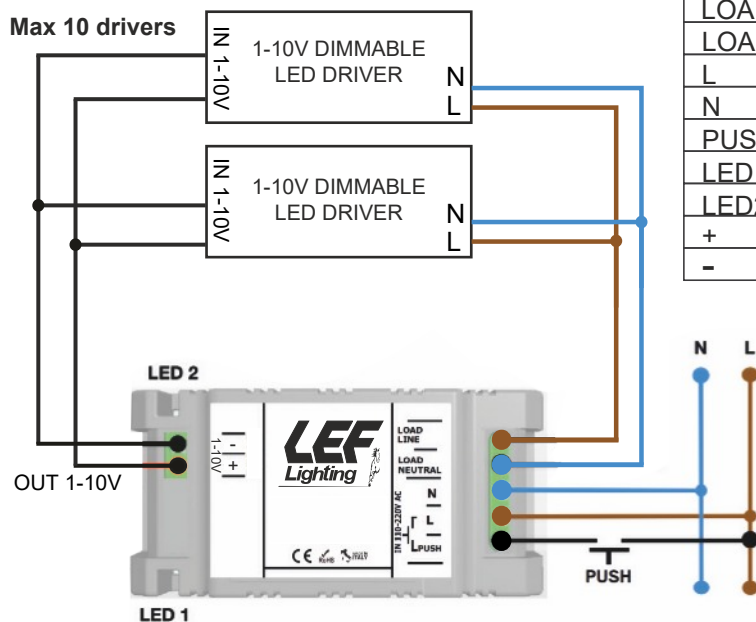 Max 10 drivers
IN 1-10V
1-10V DIMMABLE
LED DRIVER
N
L
IN 1-10V
1-10V DIMMABLE
LED DRIVER
N
L
LOA
LOA
L
N
PUS
LED
LED2
+
-
N L
LED 2
OUT 1-10V
1-10V
-
+
LEF
Lighting
CE RoHS
LOAD
LINE
LOAD
NEUTRAL
N
L
PUSH
IN 110-220V AC
PUSH
LED 1